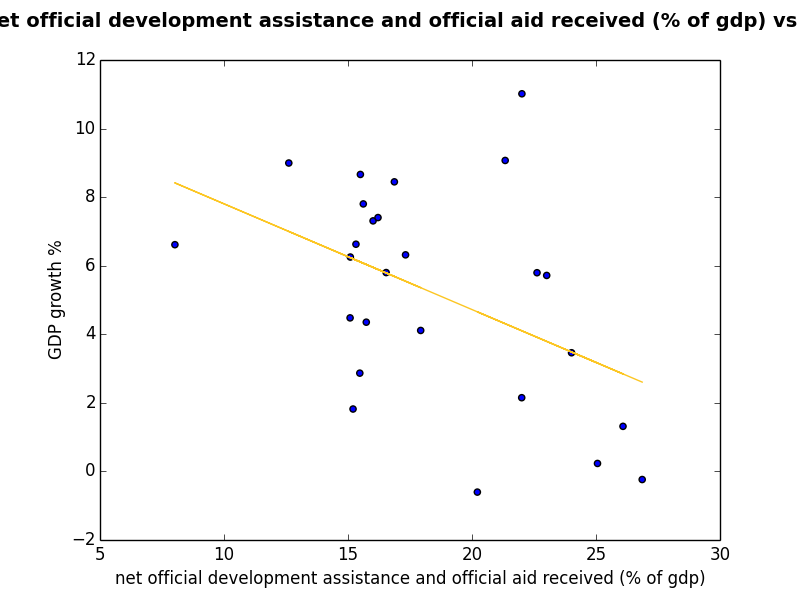 et official development assistance and official aid received (% of gdp) vs
12
10
8
6
4
2
0
−2
GDP growth %
5 10 15 20 25 30
net official development assistance and official aid received (% of gdp)